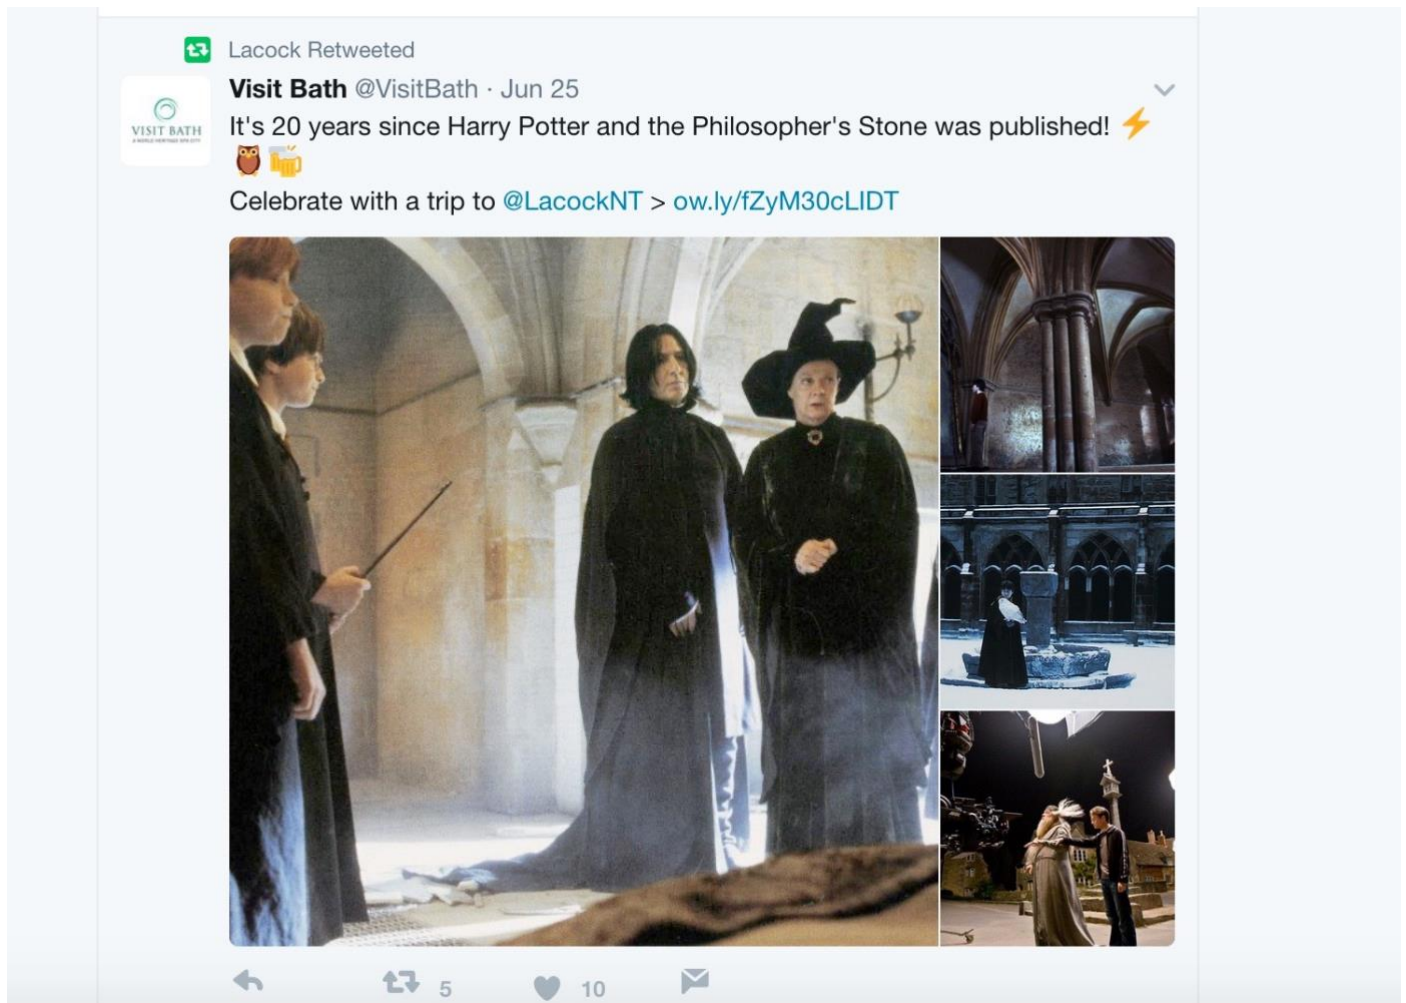 Lacock Retweeted
Visit Bath @VisitBath · Jun 25
VISIT BATH
It's 20 years since Harry Potter and the Philosopher's Stone was published! ⚡
🦉🍻
Celebrate with a trip to @LacockNT > ow.ly/fZyM30cLIDT
5
10